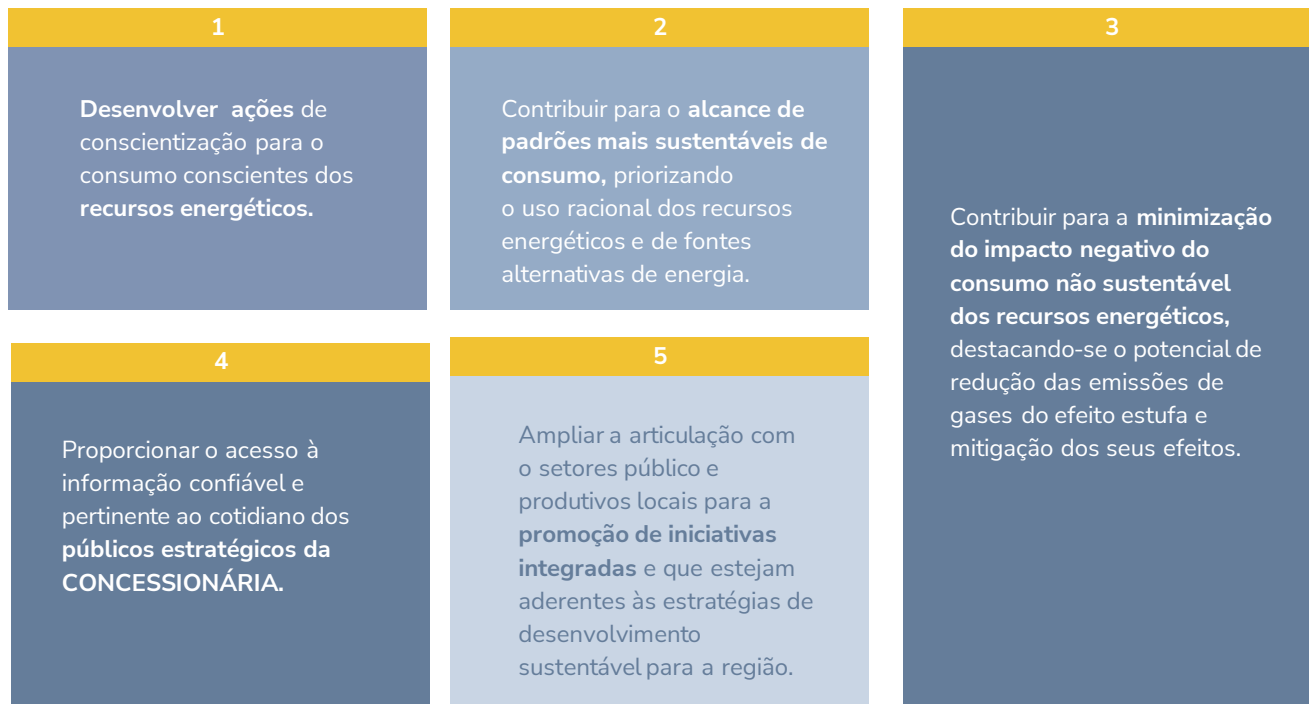 1
Desenvolver ações de
conscientização para o
consumo conscientes dos
recursos energéticos.
2
Contribuir para o alcance de
padrões mais sustentáveis de
consumo, priorizando
o uso racional dos recursos
energéticos e de fontes
alternativas de energia.
3
Contribuir para a minimização
do impacto negativo do
consumo não sustentável
dos recursos energéticos,
destacando-se o potencial de
redução das emissões de
gases do efeito estufa e
mitigação dos seus efeitos.
4
Proporcionar o acesso à
informação confiável e
pertinente ao cotidiano dos
públicos estratégicos da
CONCESSIONÁRIA.
5
Ampliar a articulação com
o setores público e
produtivos locais para a
promoção de iniciativas
integradas e que estejam
aderentes às estratégias de
desenvolvimento
sustentável para a região.